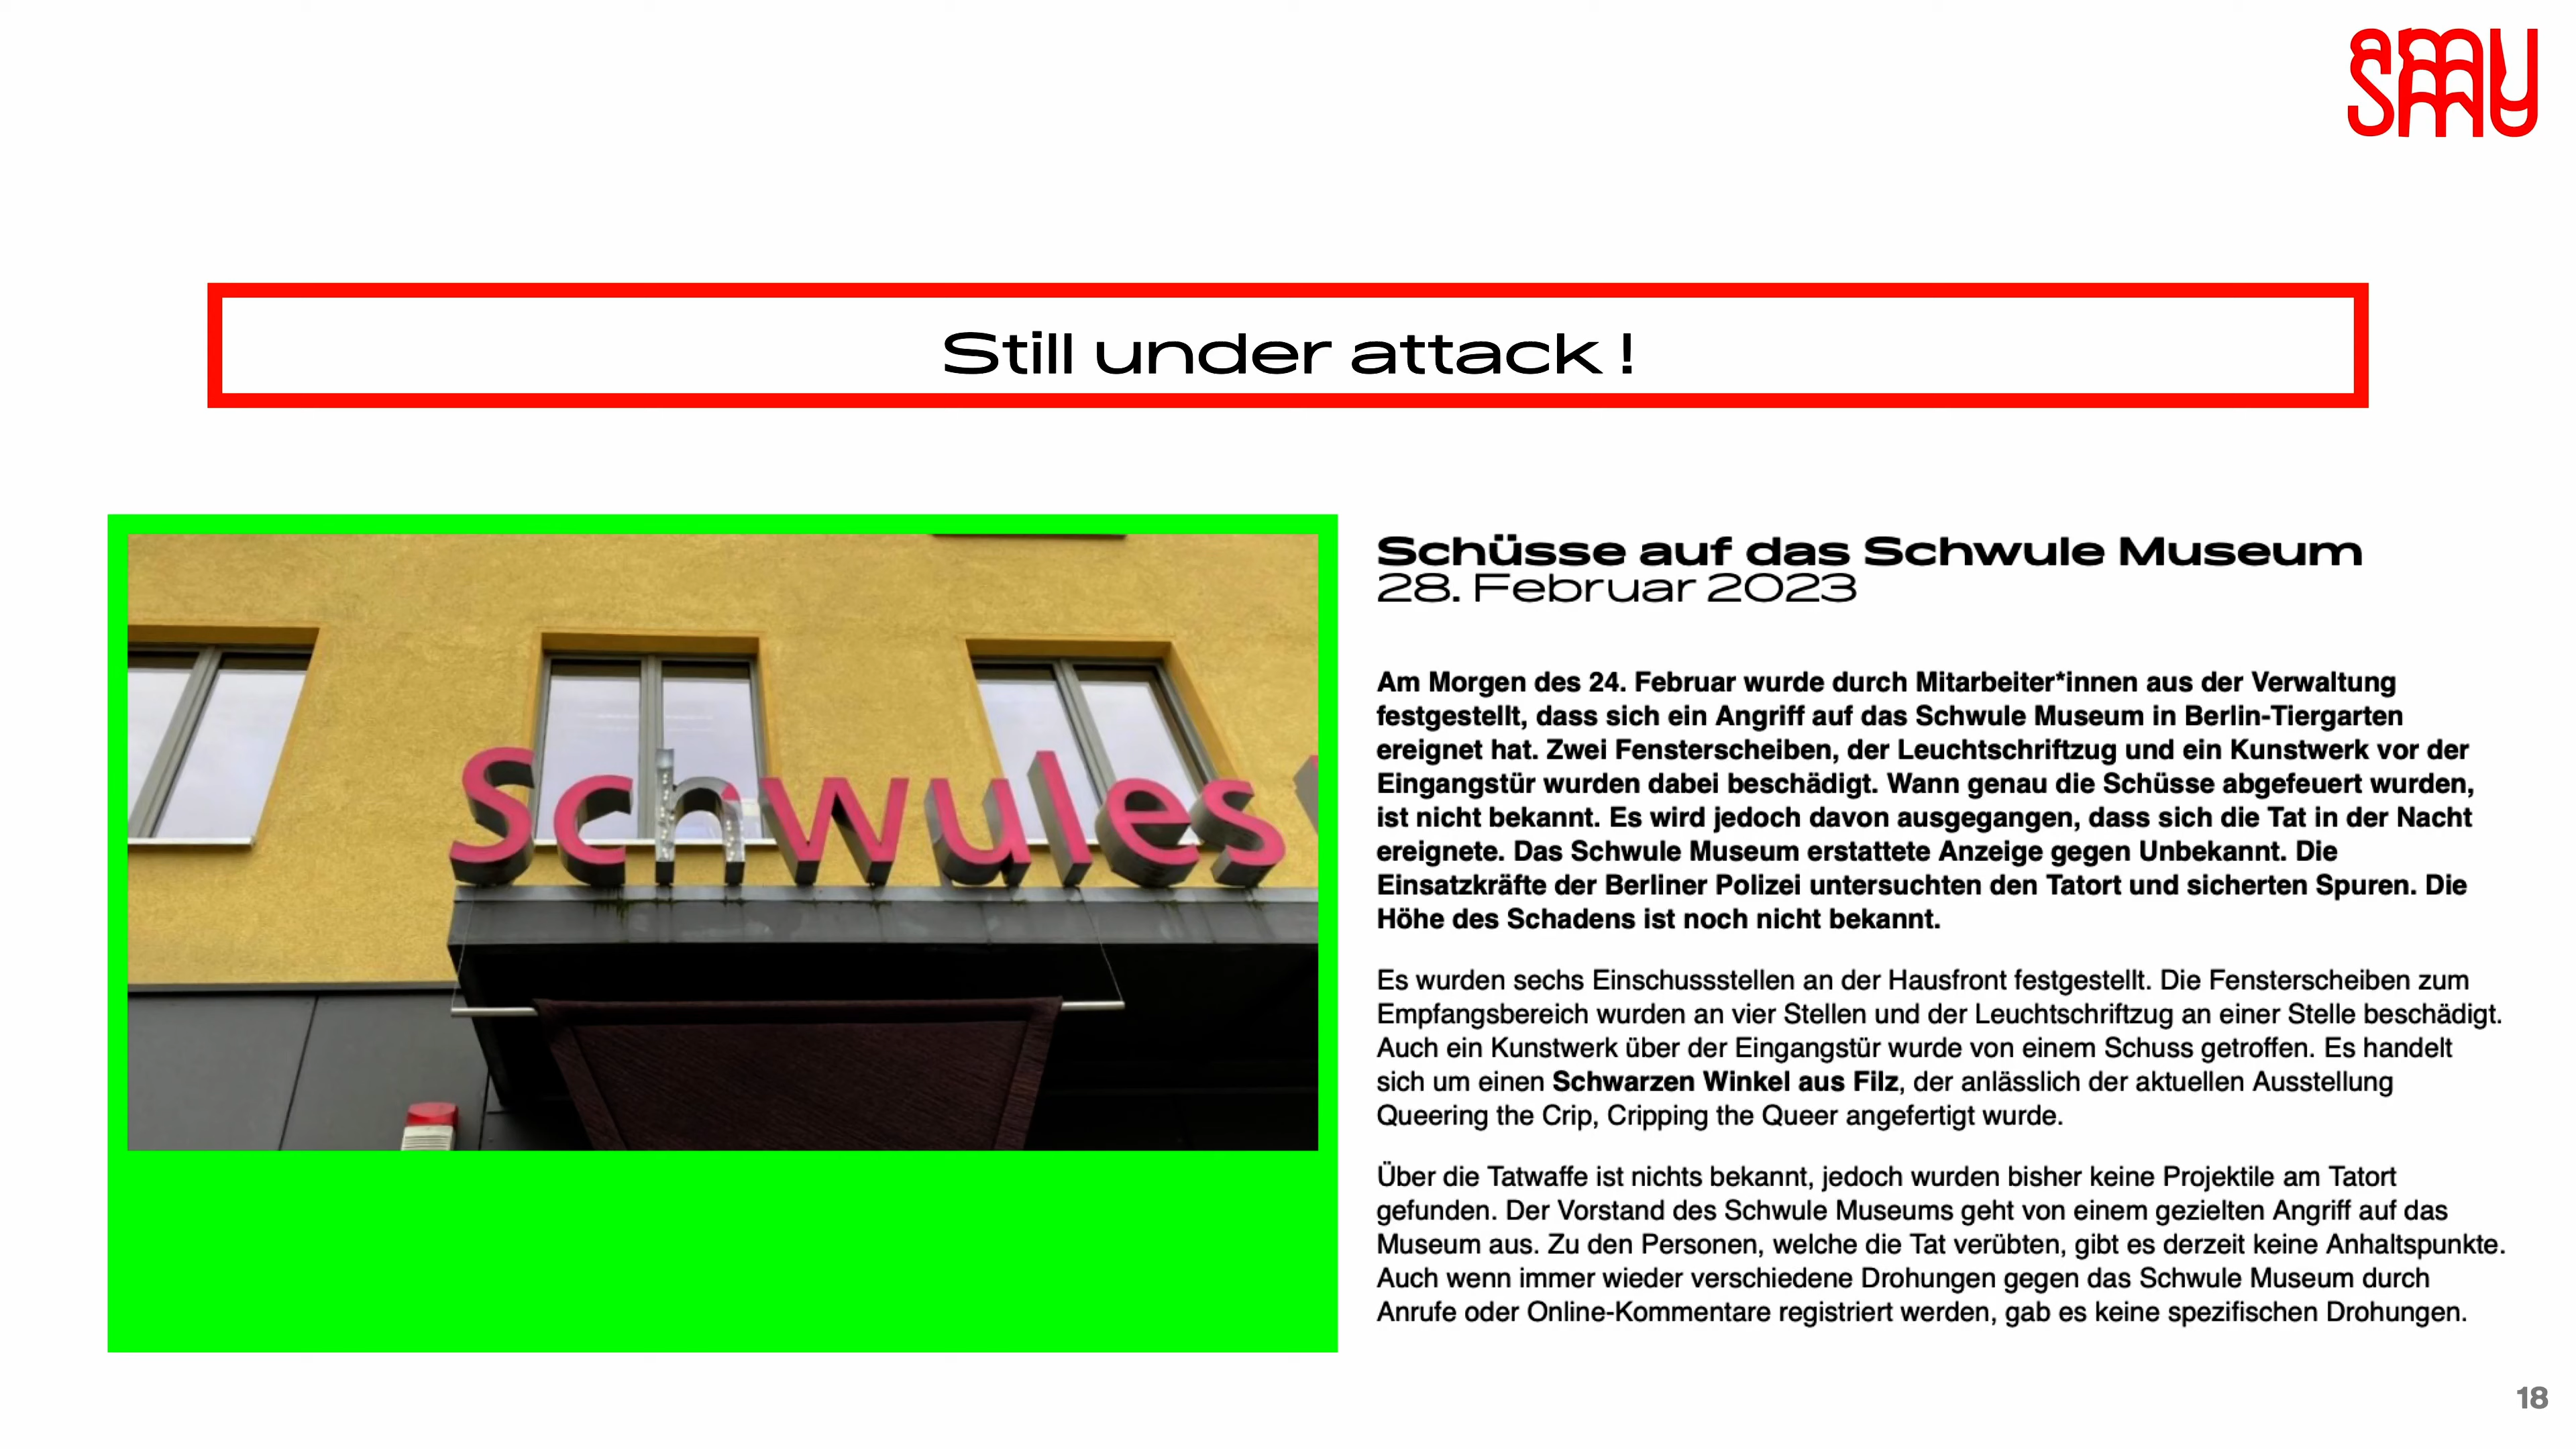 SMU
Still under attack !
Schwules
Schüsse auf das Schwule Museum
28. Februar 2023
Am Morgen des 24. Februar wurde durch Mitarbeiter*innen aus der Verwaltung
festgestellt, dass sich ein Angriff auf das Schwule Museum in Berlin-Tiergarten
ereignet hat. Zwei Fensterscheiben, der Leuchtschriftzug und ein Kunstwerk vor der
Eingangstür wurden dabei beschädigt. Wann genau die Schüsse abgefeuert wurden,
ist nicht bekannt. Es wird jedoch davon ausgegangen, dass sich die Tat in der Nacht
ereignete. Das Schwule Museum erstattete Anzeige gegen Unbekannt. Die
Einsatzkräfte der Berliner Polizei untersuchten den Tatort und sicherten Spuren. Die
Höhe des Schadens ist noch nicht bekannt.
Es wurden sechs Einschussstellen an der Hausfront festgestellt. Die Fensterscheiben zum
Empfangsbereich wurden an vier Stellen und der Leuchtschriftzug an einer Stelle beschädigt.
Auch ein Kunstwerk über der Eingangstür wurde von einem Schuss getroffen. Es handelt
sich um einen Schwarzen Winkel aus Filz, der anlässlich der aktuellen Ausstellung
Queering the Crip, Cripping the Queer angefertigt wurde.
Über die Tatwaffe ist nichts bekannt, jedoch wurden bisher keine Projektile am Tatort
gefunden. Der Vorstand des Schwule Museums geht von einem gezielten Angriff auf das
Museum aus. Zu den Personen, welche die Tat verübten, gibt es derzeit keine Anhaltspunkte.
Auch wenn immer wieder verschiedene Drohungen gegen das Schwule Museum durch
Anrufe oder Online-Kommentare registriert werden, gab es keine spezifischen Drohungen.
18